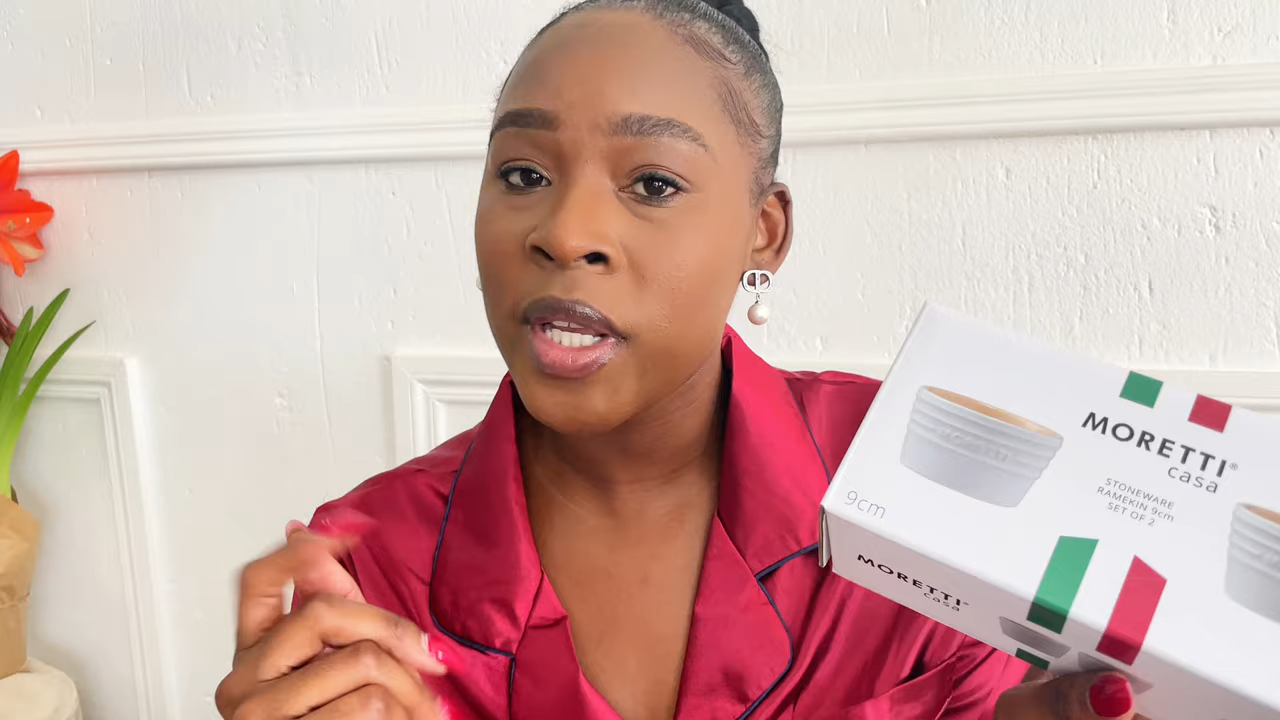 MORETTI®
casa
STONEWARE
RAMEKIN 9cm
SET OF 2
9cm
MORETTI®
casa